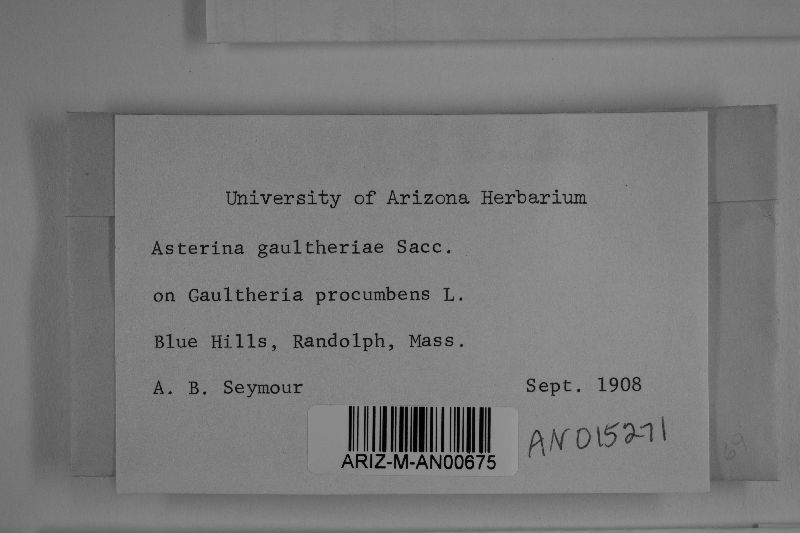 University of Arizona Herbarium
Asterina gaultheriae Sacc.
on Gaultheria procumbens L.
Blue Hills, Randolph, Mass.
A. B. Seymour Sept. 1908
ARIZ-M-AN00675
AN015271
69